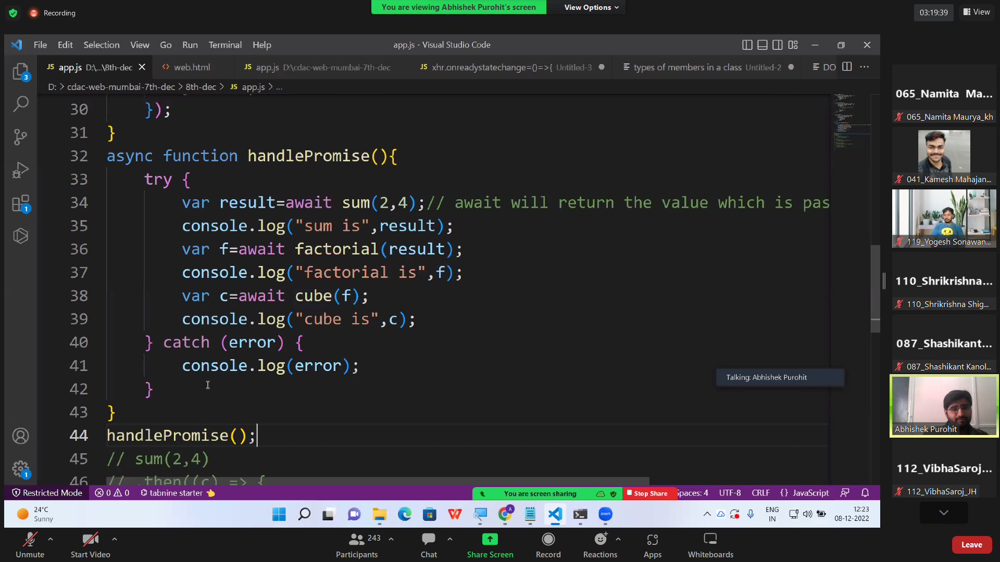 Recording
You are viewing Abhishek Purohit's screen
View Options
03:19:39
View
File Edit Selection View Go Run Terminal Help
app.js - Visual Studio Code
JS app.js D:\...\8th-dec
<> web.html
JS app.js D:\cdac-web-mumbai-7th-dec
JS xhr.onreadystatechange=()=>{ Untitled-3
types of members in a class Untitled-2
DO
D: > cdac-web-mumbai-7th-dec > 8th-dec > JS app.js > ...
30 });
31 }
32 async function handlePromise(){
33 try {
34 var result=await sum(2,4);// await will return the value which is pas
35 console.log("sum is",result);
36 var f=await factorial(result);
37 console.log("factorial is",f);
38 var c=await cube(f);
39 console.log("cube is",c);
40 } catch (error) {
41 console.log(error);
42 }
43 }
44 handlePromise();
45 // sum(2,4)
46 // .then((c) => {
3
1
1
Talking: Abhishek Purohit
065_Namita Ma...
065_Namita Maurya_kh
041_Kamesh Mahajan...
119_Yogesh Sonawan...
110_Shrikrishna...
110_Shrikrishna Shig...
087_Shashikant...
087_Shashikant Kanol...
Abhishek Purohit
112_VibhaSaroj...
112_VibhaSaroj_JH
Restricted Mode
0 0
tabnine starter
You are screen sharing
Stop Share
paces: 4
UTF-8
CRLF
{} JavaScript
24°C
Sunny
A
zoom
ENG
IN
12:23
08-12-2022
Unmute
Start Video
243
Participants
Chat
Share Screen
Record
Reactions
Apps
Whiteboards
Leave